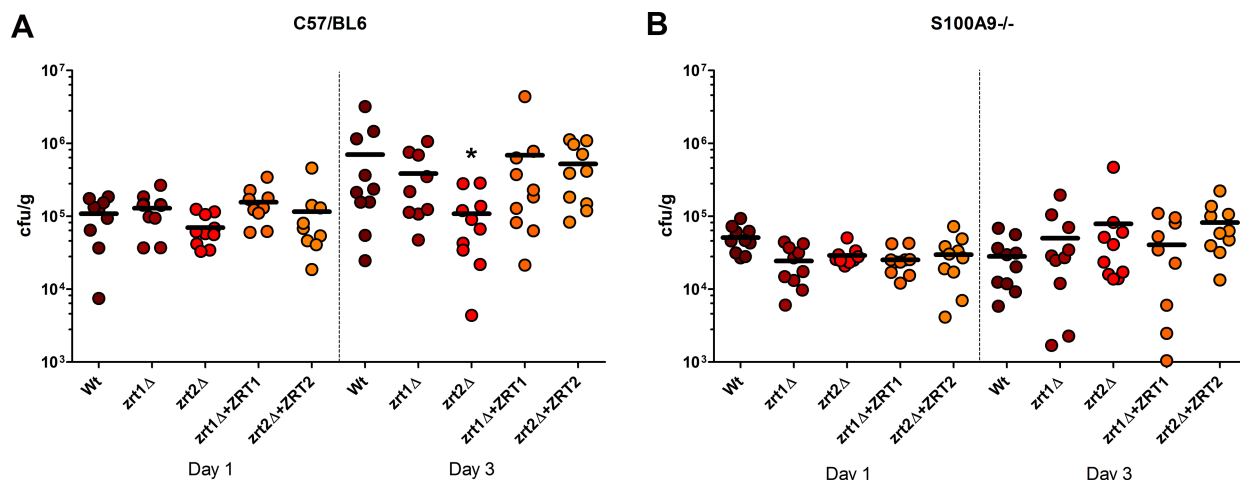 A
C57/BL6
cfu/g
10⁷
10⁶
10⁵
10⁴
10³
*
Wt
zrt1Δ
zrt2Δ
zrt1Δ+ZRT1
zrt2Δ+ZRT2
Wt
zrt1Δ
zrt2Δ
zrt1Δ+ZRT1
zrt2Δ+ZRT2
Day 1
Day 3
B
S100A9-/-
cfu/g
10⁷
10⁶
10⁵
10⁴
10³
Wt
zrt1Δ
zrt2Δ
zrt1Δ+ZRT1
zrt2Δ+ZRT2
Wt
zrt1Δ
zrt2Δ
zrt1Δ+ZRT1
zrt2Δ+ZRT2
Day 1
Day 3